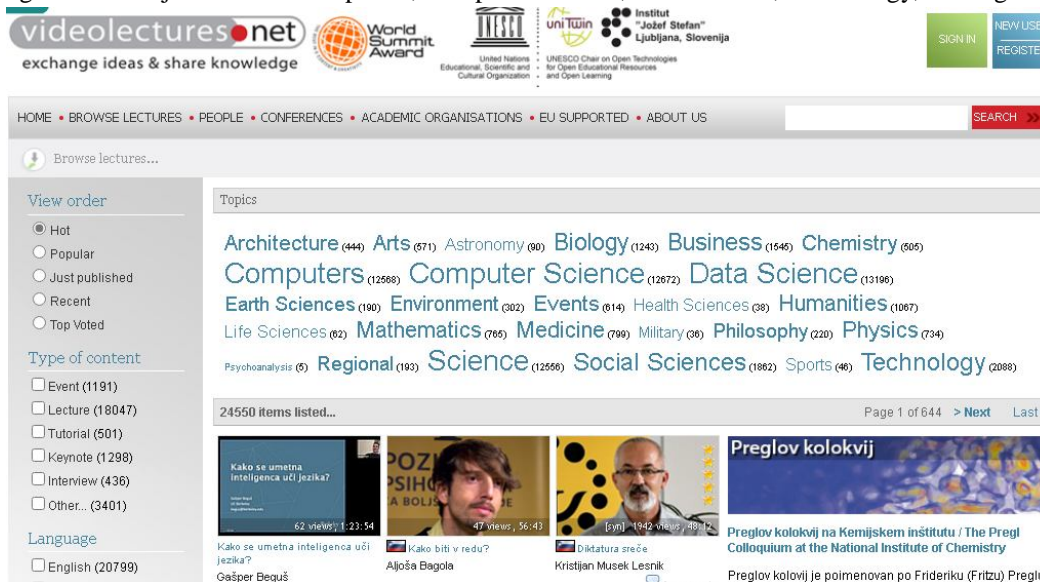 videolectures.net
exchange ideas & share knowledge
World
Summit
Award
UNESCO
United Nations
Educational, Scientific and
Cultural Organization
uniTwin
Institut
"Jožef Stefan"
Ljubljana, Slovenija
UNESCO Chair on Open Technologies
for Open Educational Resources
and Open Learning
SIGN IN
NEW USE
REGISTE
HOME • BROWSE LECTURES • PEOPLE • CONFERENCES • ACADEMIC ORGANISATIONS • EU SUPPORTED • ABOUT US
SEARCH »
Browse lectures...
View order
Hot
Popular
Just published
Recent
Top Voted
Type of content
Event (1191)
Lecture (18047)
Tutorial (501)
Keynote (1298)
Interview (436)
Other... (3401)
Language
English (20799)
Topics
Architecture (444) Arts (571) Astronomy (90) Biology (1243) Business (1545) Chemistry (505)
Computers (12568) Computer Science (12672) Data Science (13196)
Earth Sciences (190) Environment (302) Events (614) Health Sciences (38) Humanities (1067)
Life Sciences (62) Mathematics (765) Medicine (799) Military (36) Philosophy (220) Physics (734)
Psychoanalysis (5) Regional (193) Science (12556) Social Sciences (1862) Sports (46) Technology (2088)
24550 items listed...
Page 1 of 644 > Next Last
Kako se umetna
inteligenca uči jezika?
62 views, 1:23:54
Kako se umetna inteligenca uči
jezika?
Gašper Beguš
47 views, 56:43
Kako biti v redu?
Aljoša Bagola
[syn] 1942 views, 48:12
Diktatura sreče
Kristijan Musek Lesnik
Preglov kolokvij
Preglov kolokvij na Kemijskem inštitutu / The Pregl
Colloquium at the National Institute of Chemistry
Preglov kolovij je poimenovan po Frideriku (Fritzu) Preglu